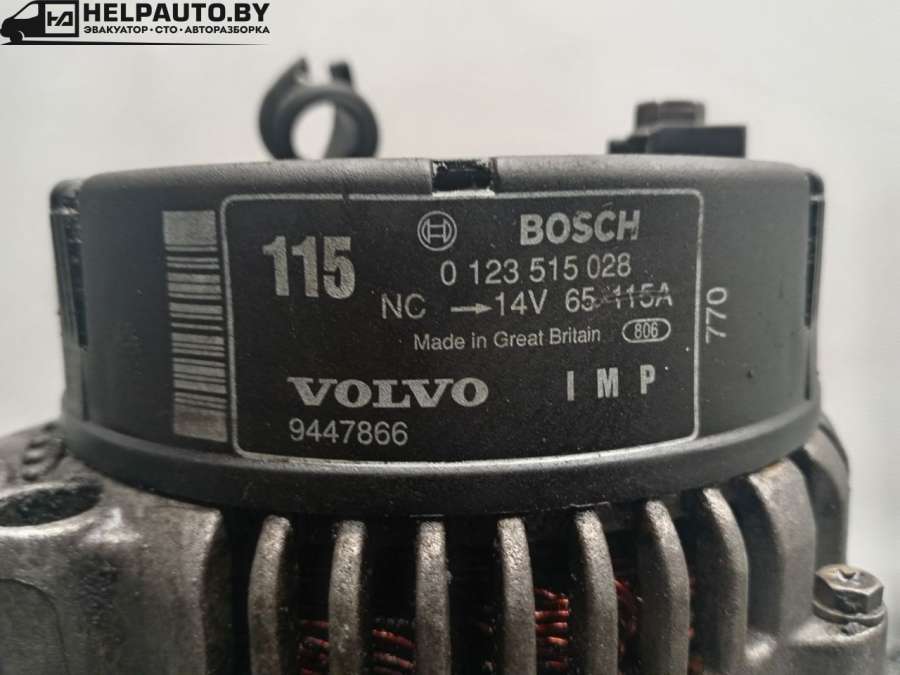 HELPAUTO.BY
ЭВАКУАТОР • СТО • АВТОРАЗБОРКА
115
BOSCH
0 123 515 028
NC → 14V 65-115A
Made in Great Britain 806
770
VOLVO IMP
9447866